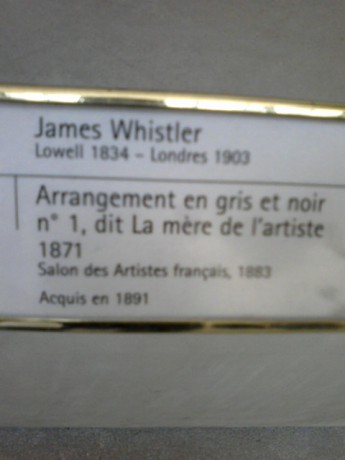 James Whistler
Lowell 1834 – Londres 1903
Arrangement en gris et noir
n° 1, dit La mère de l'artiste
1871
Salon des Artistes français, 1883
Acquis en 1891